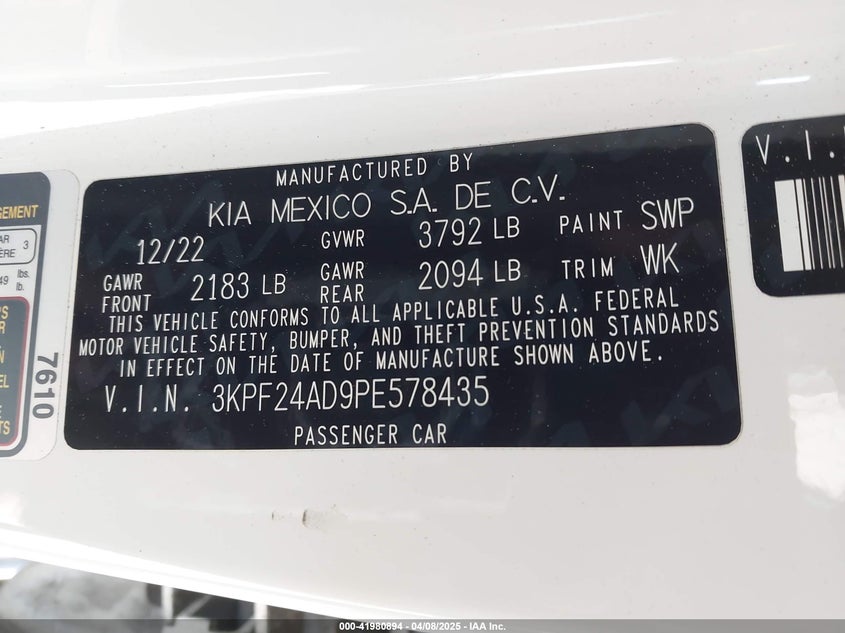 MANUFACTURED BY
KIA MEXICO S.A. DE C.V.
12/22 GVWR 3792 LB PAINT SWP
GAWR FRONT 2183 LB GAWR REAR 2094 LB TRIM WK
THIS VEHICLE CONFORMS TO ALL APPLICABLE U.S.A. FEDERAL
MOTOR VEHICLE SAFETY, BUMPER, AND THEFT PREVENTION STANDARDS
IN EFFECT ON THE DATE OF MANUFACTURE SHOWN ABOVE.
V.I.N. 3KPF24AD9PE578435
PASSENGER CAR
7610
V.I.
3
lbs.
lb.
000-41980894 - 04/08/2025 - IAA Inc.